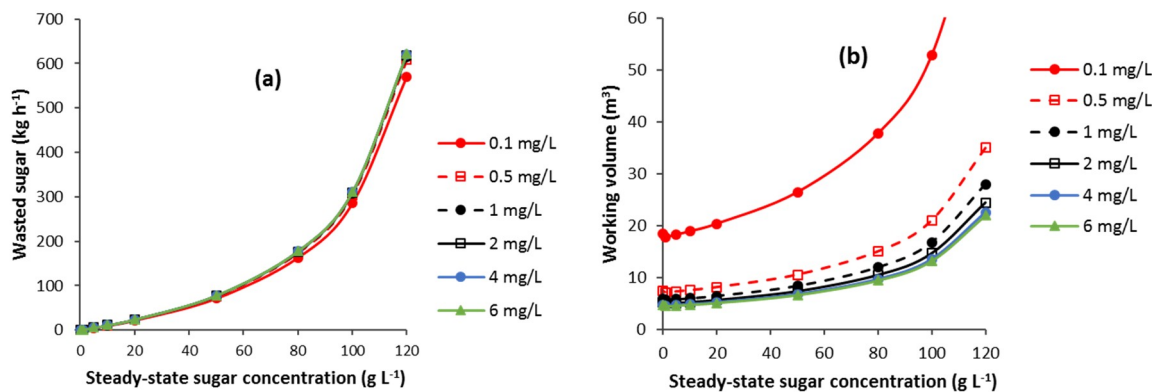 (a)
Wasted sugar (kg h⁻¹)
700
600
500
400
300
200
100
0
0 20 40 60 80 100 120
Steady-state sugar concentration (g L⁻¹)
0.1 mg/L
0.5 mg/L
1 mg/L
2 mg/L
4 mg/L
6 mg/L
(b)
Working volume (m³)
60
50
40
30
20
10
0
0 20 40 60 80 100 120
Steady-state sugar concentration (g L⁻¹)
0.1 mg/L
0.5 mg/L
1 mg/L
2 mg/L
4 mg/L
6 mg/L